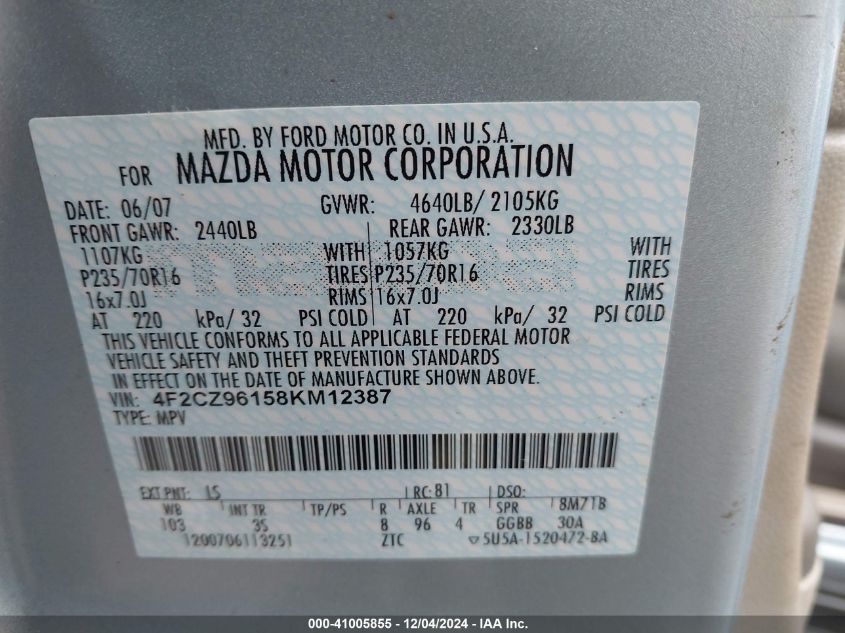 MFD. BY FORD MOTOR CO. IN U.S.A.
FOR MAZDA MOTOR CORPORATION
DATE: 06/07 GVWR: 4640LB/ 2105KG
FRONT GAWR: 2440LB REAR GAWR: 2330LB
1107KG WITH 1057KG WITH
P235/70R16 TIRES P235/70R16 TIRES
16x7.0J RIMS 16x7.0J RIMS
AT 220 kPa/ 32 PSI COLD AT 220 kPa/ 32 PSI COLD
THIS VEHICLE CONFORMS TO ALL APPLICABLE FEDERAL MOTOR
VEHICLE SAFETY AND THEFT PREVENTION STANDARDS
IN EFFECT ON THE DATE OF MANUFACTURE SHOWN ABOVE.
VIN: 4F2CZ96158KM12387
TYPE: MPV
EXT PNT: LS RC: 81 DSO:
WB INT TR TP/PS R AXLE TR SPR 8M71B
103 3S 8 96 4 GGBB 30A
1200706113251 ZTC 5U5A-1520472-BA
000-41005855 - 12/04/2024 - IAA Inc.